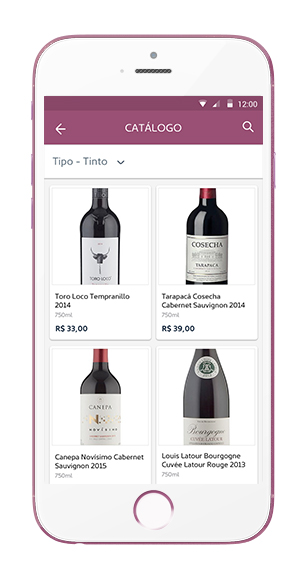 12:00
CATÁLOGO
Tipo - Tinto
TORO LOCO
COSECHA
TARAPACÁ
Toro Loco Tempranillo
2014
750ml
R$ 33,00
Tarapacá Cosecha
Cabernet Sauvignon 2014
750ml
R$ 39,00
CANEPA
NOVÍSIMO
Bourgogne
CUVÉE LATOUR
Canepa Novísimo Cabernet
Sauvignon 2015
750ml
Louis Latour Bourgogne
Cuvée Latour Rouge 2013
750ml